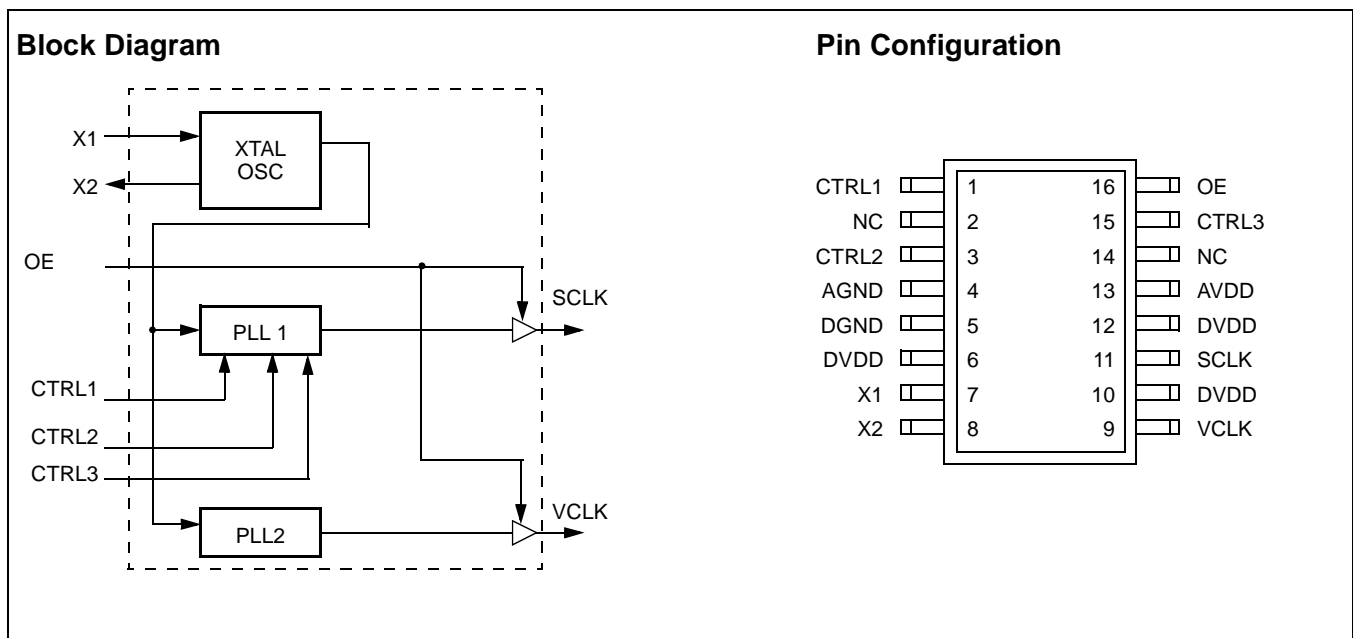 Block Diagram
X1
X2
XTAL
OSC
OE
SCLK
PLL 1
CTRL1
CTRL2
CTRL3
VCLK
PLL2
Pin Configuration
CTRL1 1 16 OE
NC 2 15 CTRL3
CTRL2 3 14 NC
AGND 4 13 AVDD
DGND 5 12 DVDD
DVDD 6 11 SCLK
X1 7 10 DVDD
X2 8 9 VCLK